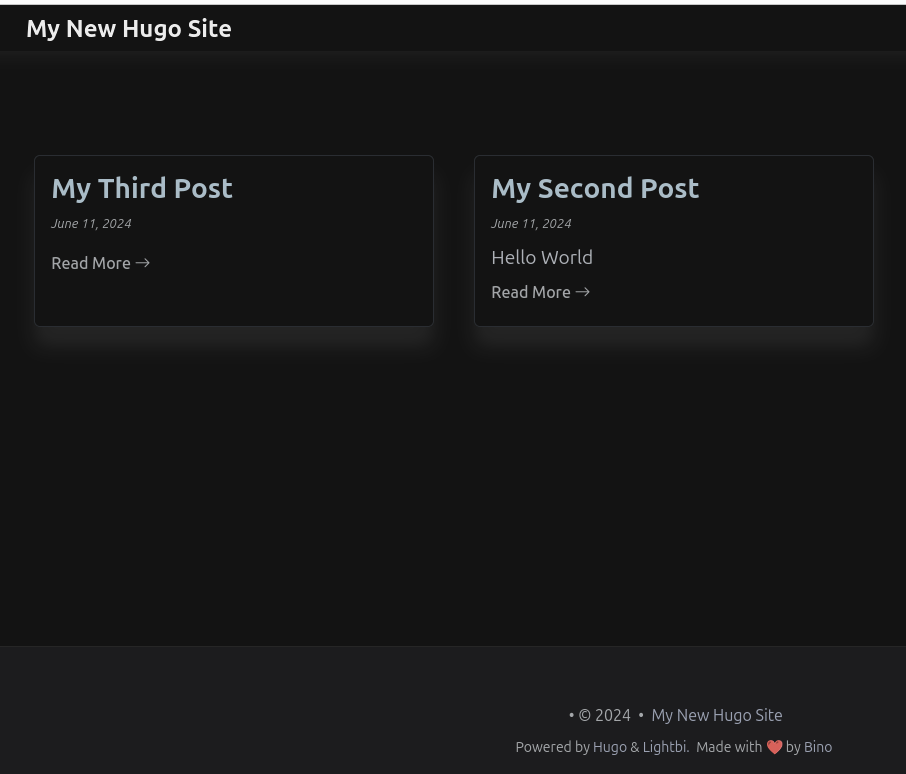 My New Hugo Site
My Third Post
June 11, 2024
Read More →
My Second Post
June 11, 2024
Hello World
Read More →
• © 2024 • My New Hugo Site
Powered by Hugo & Lightbi. Made with ❤️ by Bino